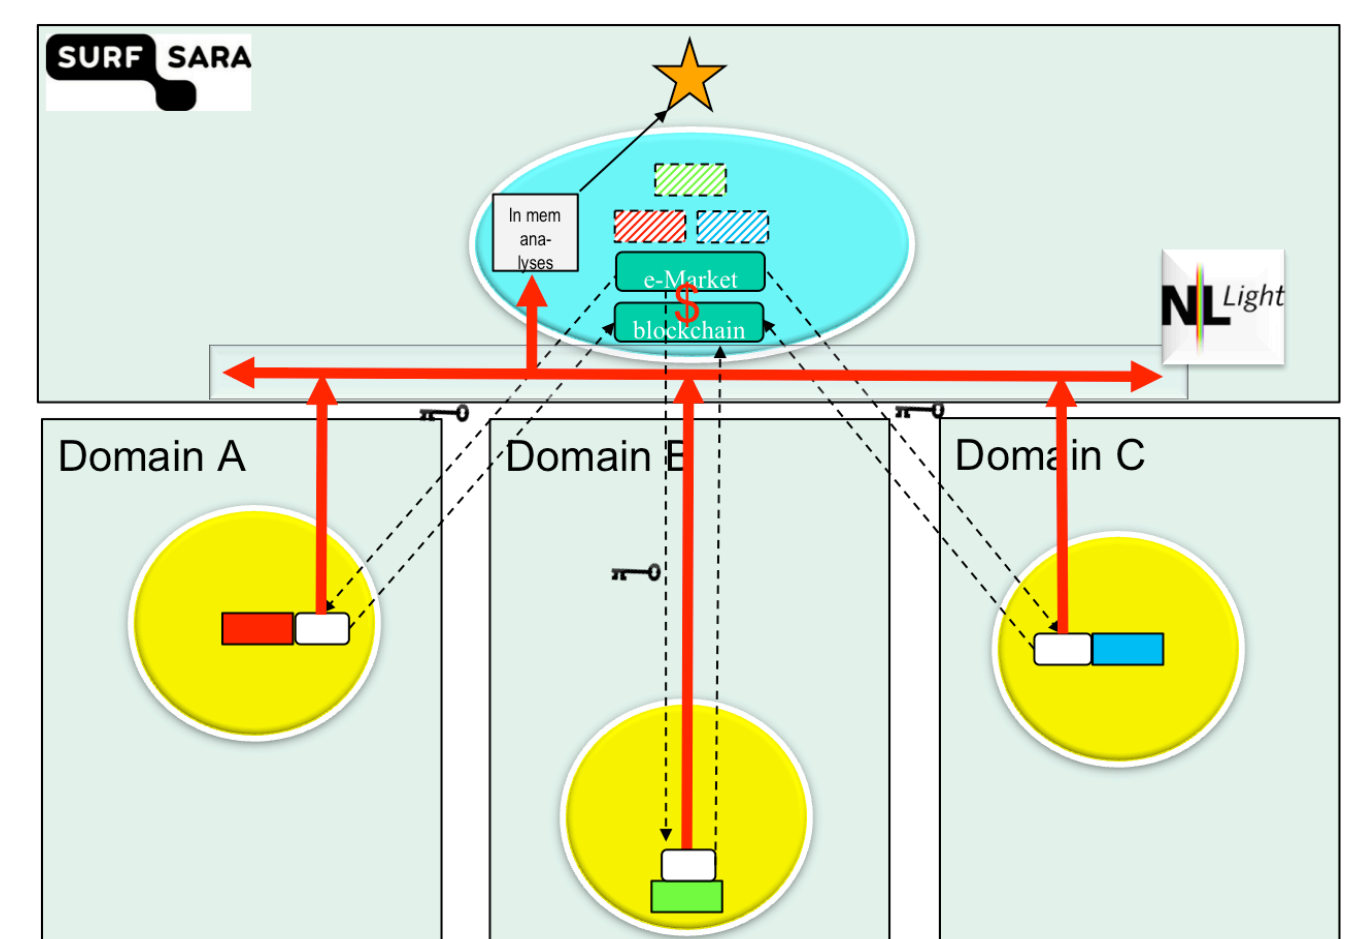 SURF SARA
In mem
ana-
lyses
e-Market
$
blockchain
NL Light
Domain A
Domain B
Domain C